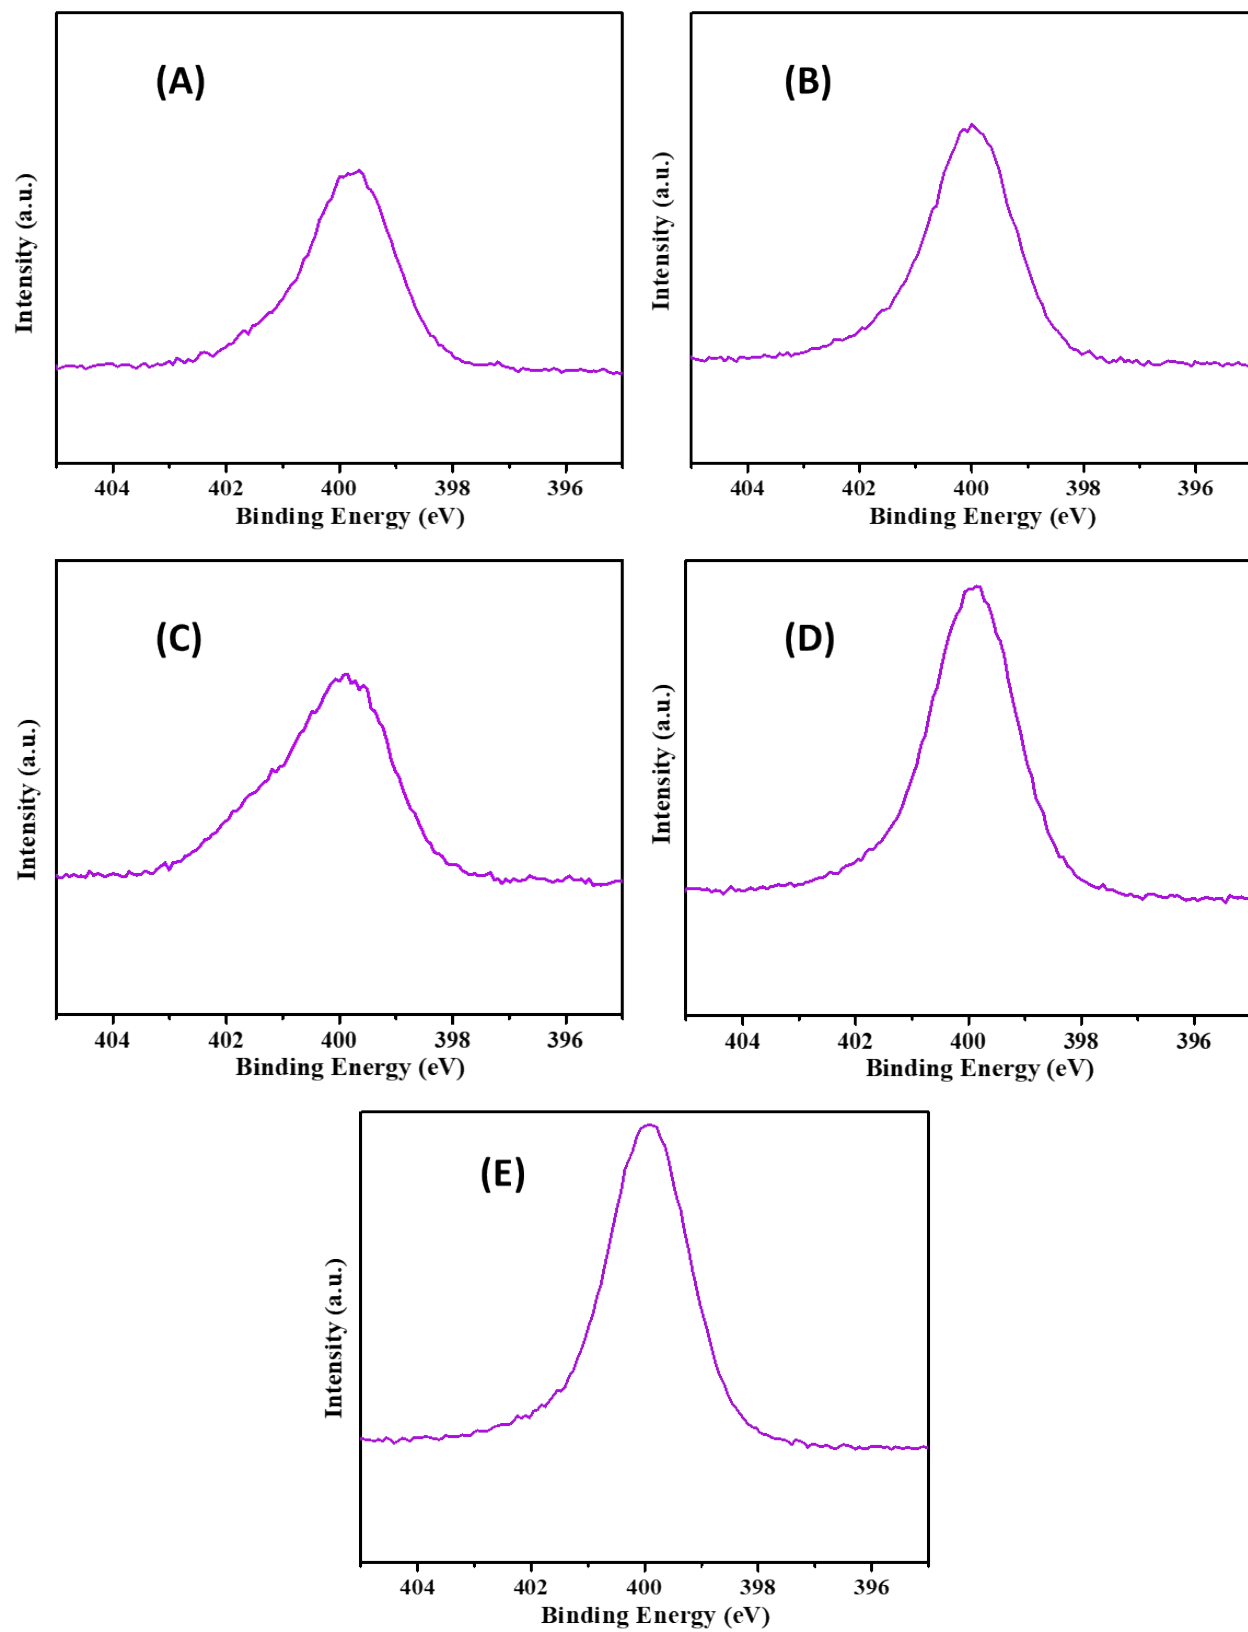 (A)
Intensity (a.u.)
404 402 400 398 396
Binding Energy (eV)
(B)
Intensity (a.u.)
404 402 400 398 396
Binding Energy (eV)
(C)
Intensity (a.u.)
404 402 400 398 396
Binding Energy (eV)
(D)
Intensity (a.u.)
404 402 400 398 396
Binding Energy (eV)
(E)
Intensity (a.u.)
404 402 400 398 396
Binding Energy (eV)